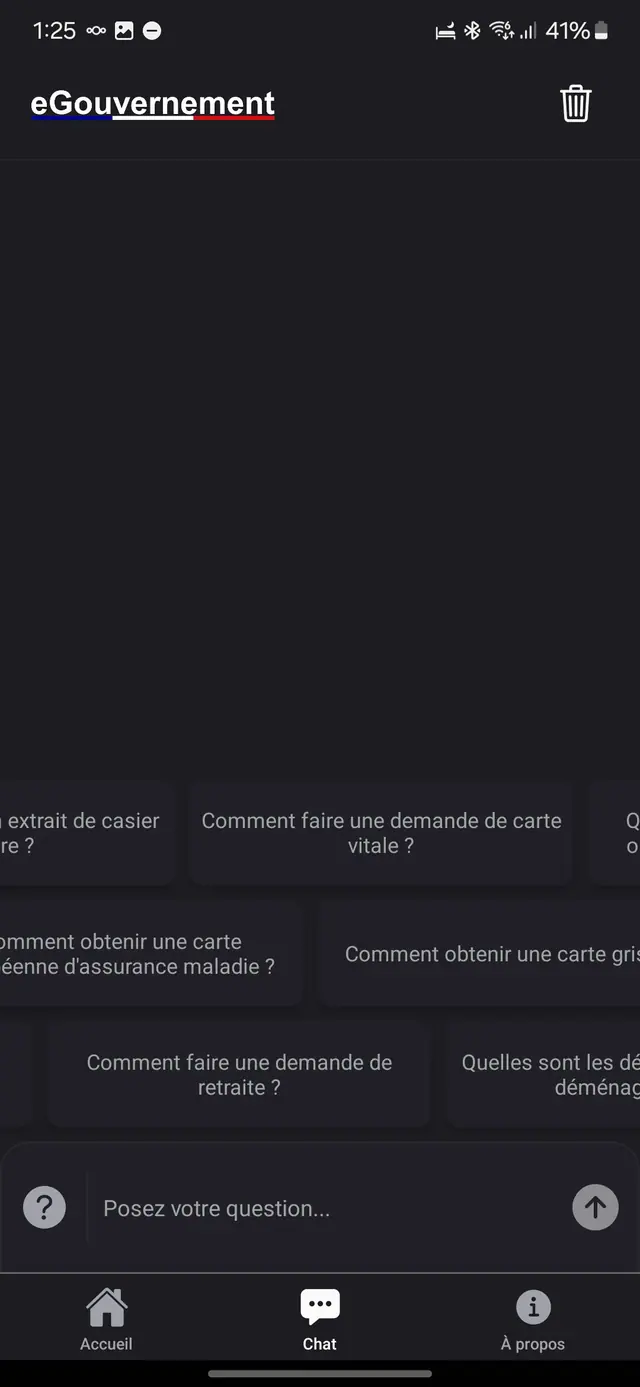 1:25
41%
eGouvernement
extrait de casier
re ?
Comment faire une demande de carte
vitale ?
Q
o
omment obtenir une carte
éenne d'assurance maladie ?
Comment obtenir une carte gris
Comment faire une demande de
retraite ?
Quelles sont les dé
déménag
?
Posez votre question...
Accueil
Chat
À propos